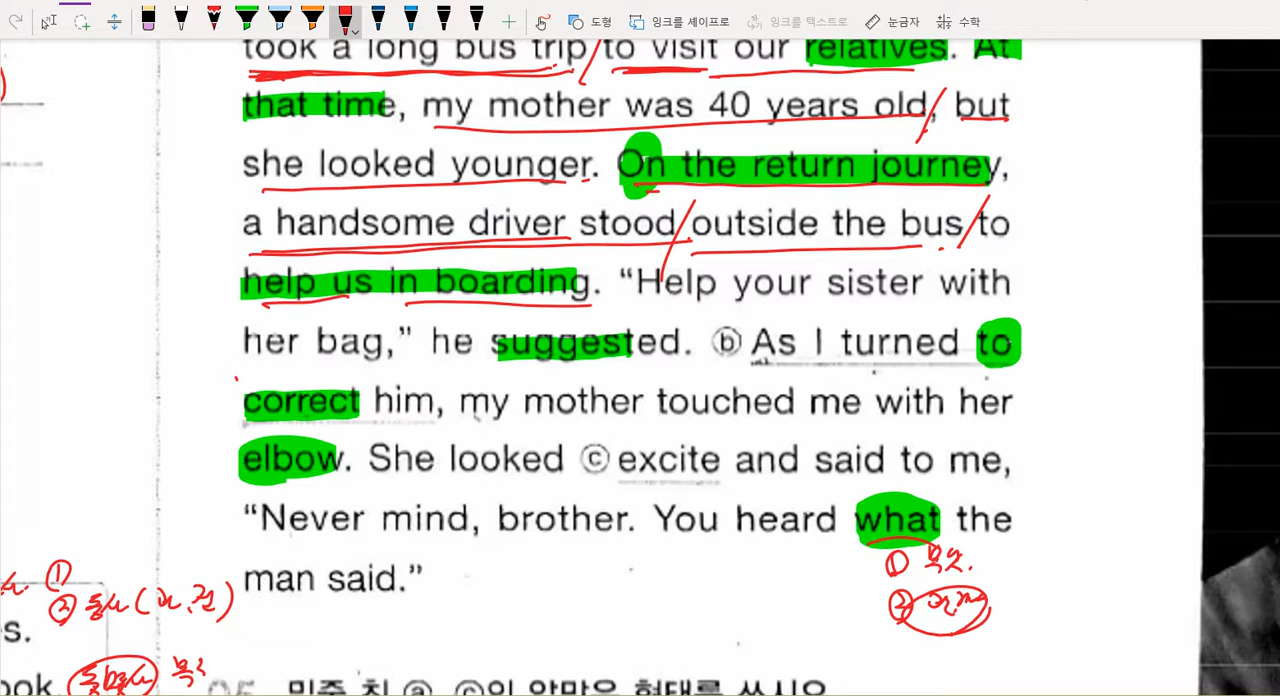 도형
잉크를 셰이프로
잉크를 텍스트로
눈금자
수학
took a long bus trip to visit our relatives. At
that time, my mother was 40 years old, but
she looked younger. On the return journey,
a handsome driver stood outside the bus to
help us in boarding. “Help your sister with
her bag,” he suggested. ⓑ As I turned to
correct him, my mother touched me with her
elbow. She looked ⓒ excite and said to me,
“Never mind, brother. You heard what the
man said.”
①
②
①
②
s.
ook.